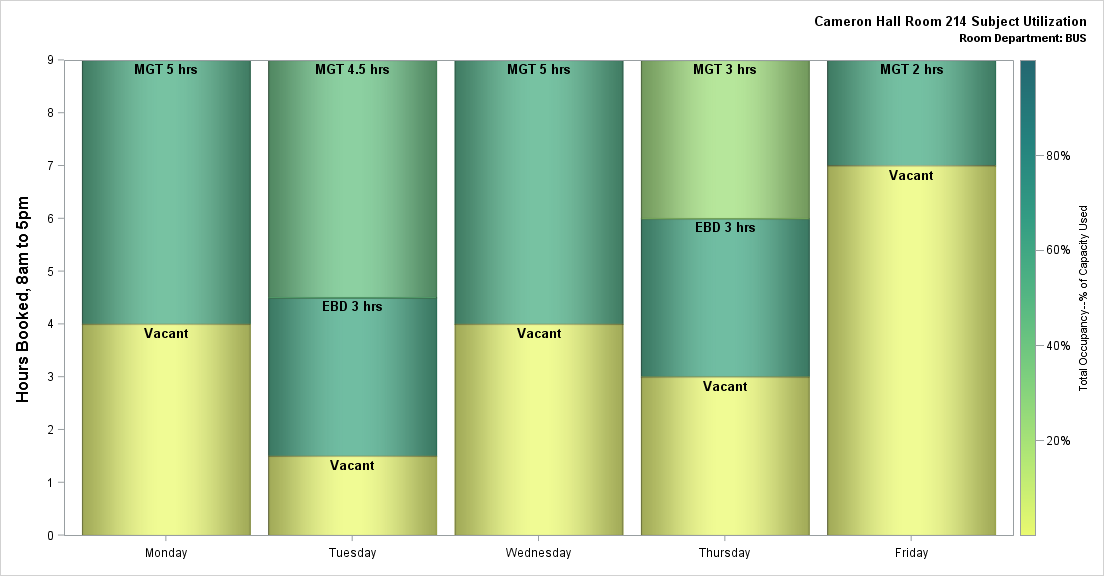 Cameron Hall Room 214 Subject Utilization
Room Department: BUS
Hours Booked, 8am to 5pm
9
8
7
6
5
4
3
2
1
0
MGT 5 hrs
Vacant
MGT 4.5 hrs
EBD 3 hrs
Vacant
MGT 5 hrs
Vacant
MGT 3 hrs
EBD 3 hrs
Vacant
MGT 2 hrs
Vacant
Monday
Tuesday
Wednesday
Thursday
Friday
80%
60%
40%
20%
Total Occupancy--% of Capacity Used